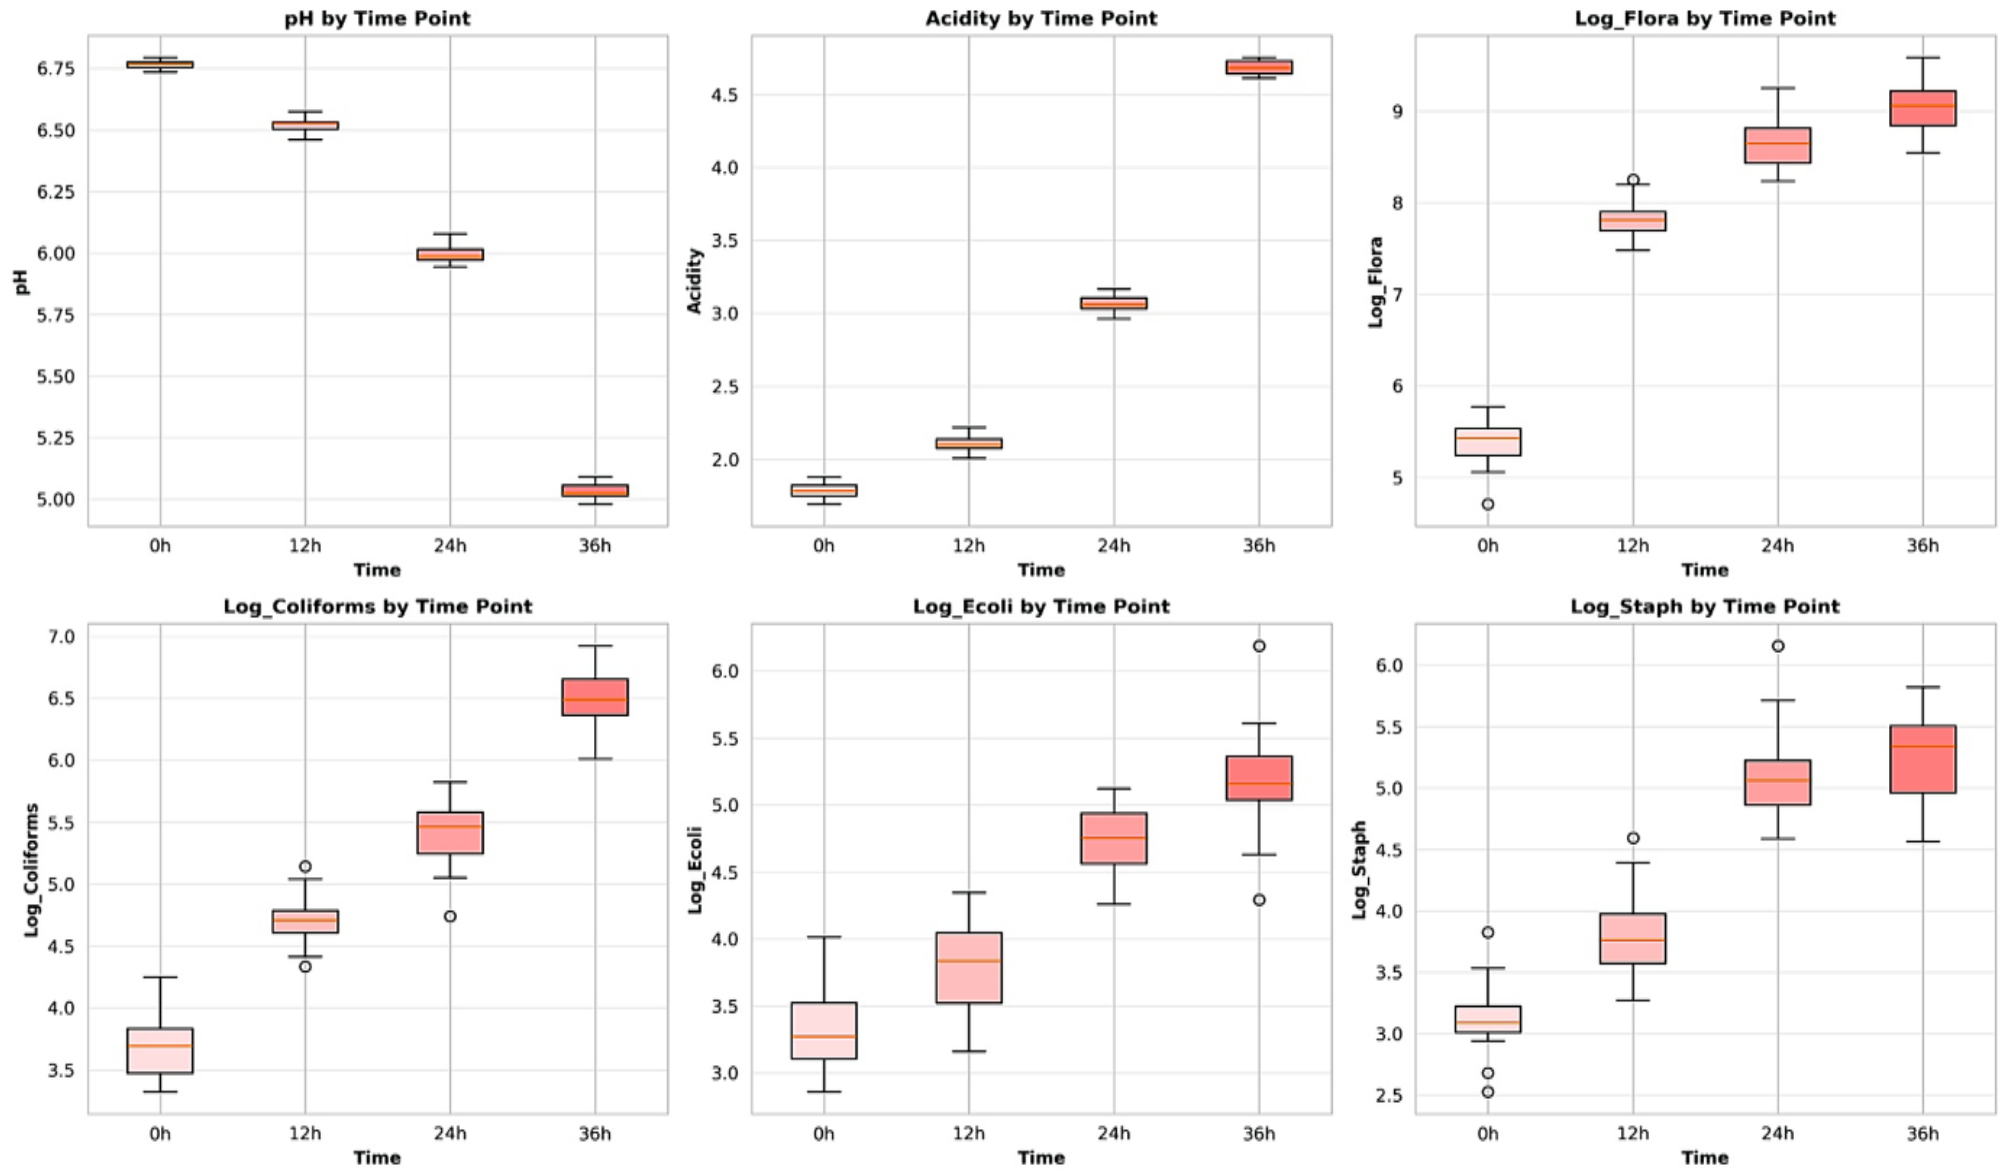 pH by Time Point
pH
6.75
6.50
6.25
6.00
5.75
5.50
5.25
5.00
0h 12h 24h 36h
Time
Acidity by Time Point
Acidity
4.5
4.0
3.5
3.0
2.5
2.0
0h 12h 24h 36h
Time
Log_Flora by Time Point
Log_Flora
9
8
7
6
5
0h 12h 24h 36h
Time
Log_Coliforms by Time Point
Log_Coliforms
7.0
6.5
6.0
5.5
5.0
4.5
4.0
3.5
0h 12h 24h 36h
Time
Log_Ecoli by Time Point
Log_Ecoli
6.0
5.5
5.0
4.5
4.0
3.5
3.0
0h 12h 24h 36h
Time
Log_Staph by Time Point
Log_Staph
6.0
5.5
5.0
4.5
4.0
3.5
3.0
2.5
0h 12h 24h 36h
Time